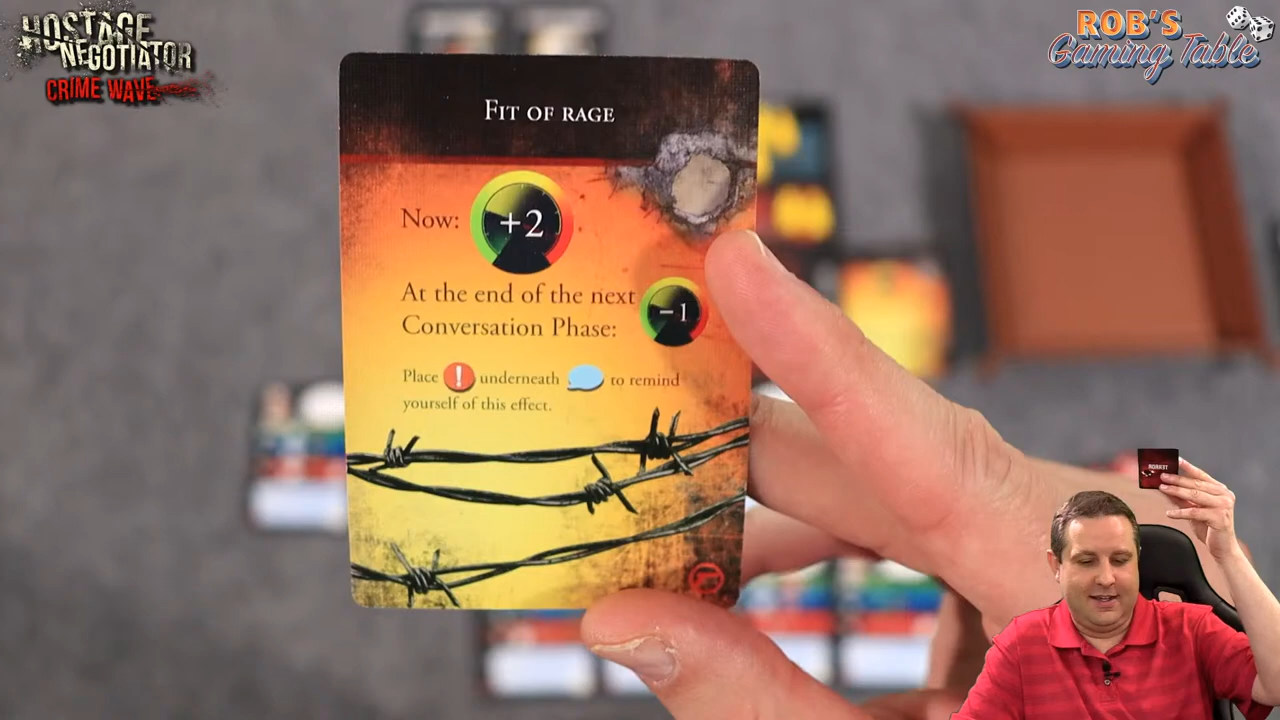 HOSTAGE
NEGOTIATOR
CRIME WAVE
ROB'S
Gaming Table
FIT OF RAGE
Now: +2
At the end of the next -1
Conversation Phase:
Place ! underneath to remind
yourself of this effect.
TERROR